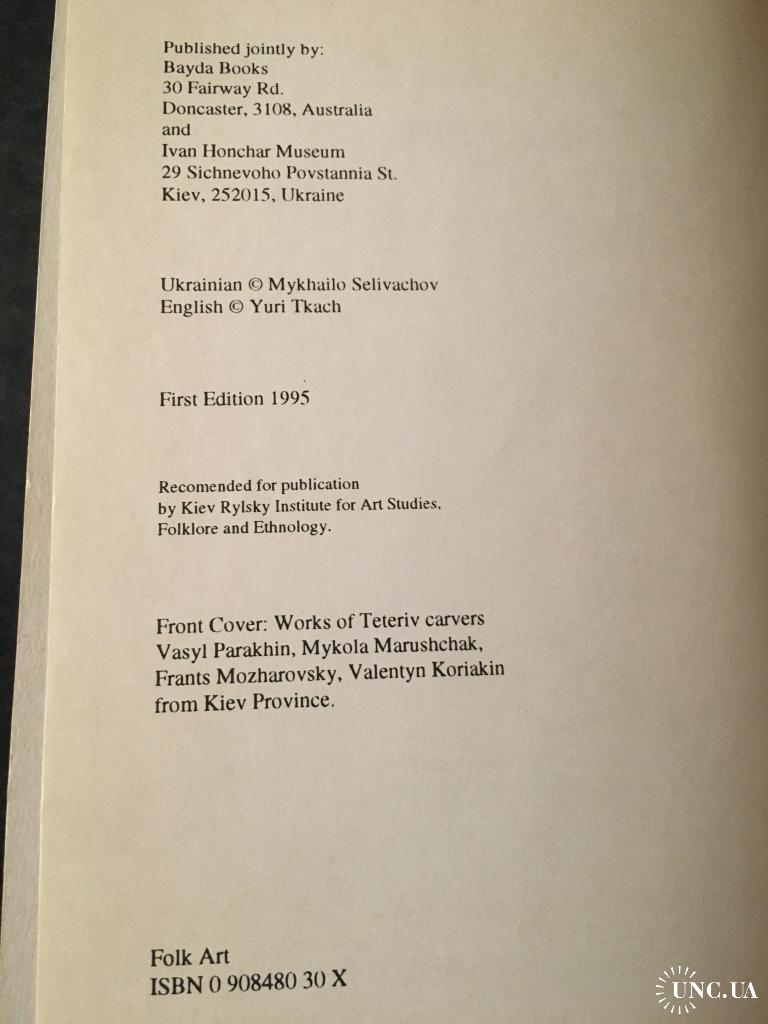 Published jointly by:
Bayda Books
30 Fairway Rd.
Doncaster, 3108, Australia
and
Ivan Honchar Museum
29 Sichnevoho Povstannia St.
Kiev, 252015, Ukraine
Ukrainian © Mykhailo Selivachov
English © Yuri Tkach
First Edition 1995
Recomended for publication
by Kiev Rylsky Institute for Art Studies,
Folklore and Ethnology.
Front Cover: Works of Teteriv carvers
Vasyl Parakhin, Mykola Marushchak,
Frants Mozharovsky, Valentyn Koriakin
from Kiev Province.
Folk Art
ISBN 0 908480 30 X
UNC.UA